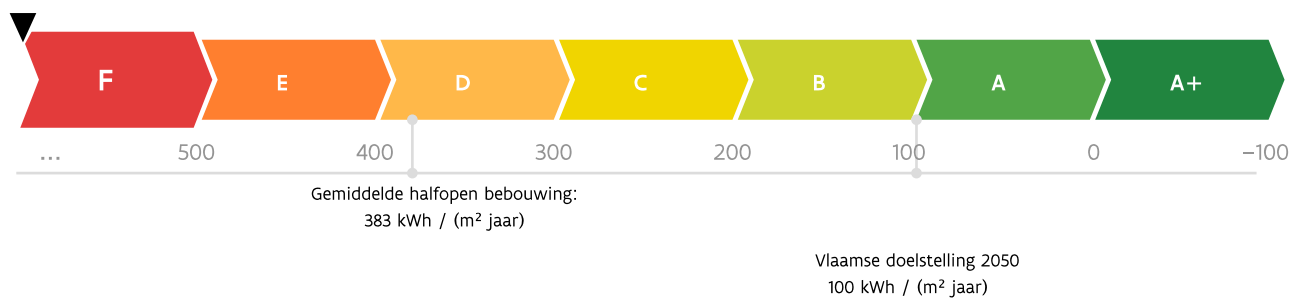 F E D C B A A+
... 500 400 300 200 100 0 −100
Gemiddelde halfopen bebouwing:
383 kWh / (m² jaar)
Vlaamse doelstelling 2050
100 kWh / (m² jaar)